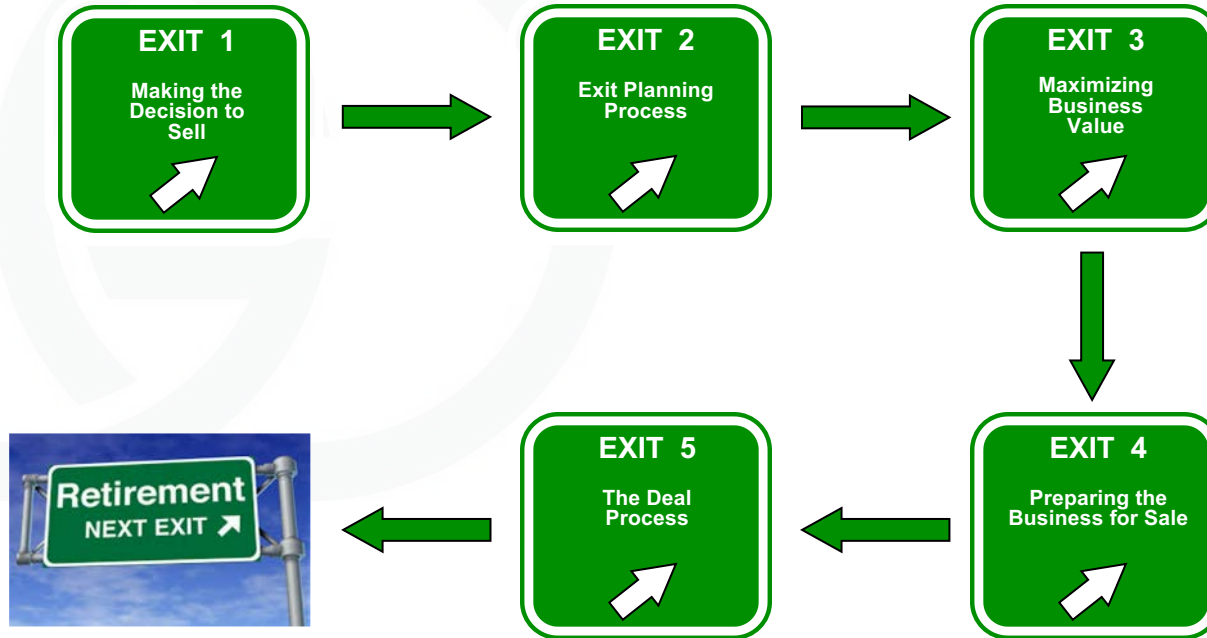 EXIT 1
Making the
Decision to
Sell
EXIT 2
Exit Planning
Process
EXIT 3
Maximizing
Business
Value
EXIT 4
Preparing the
Business for Sale
EXIT 5
The Deal
Process
Retirement
NEXT EXIT